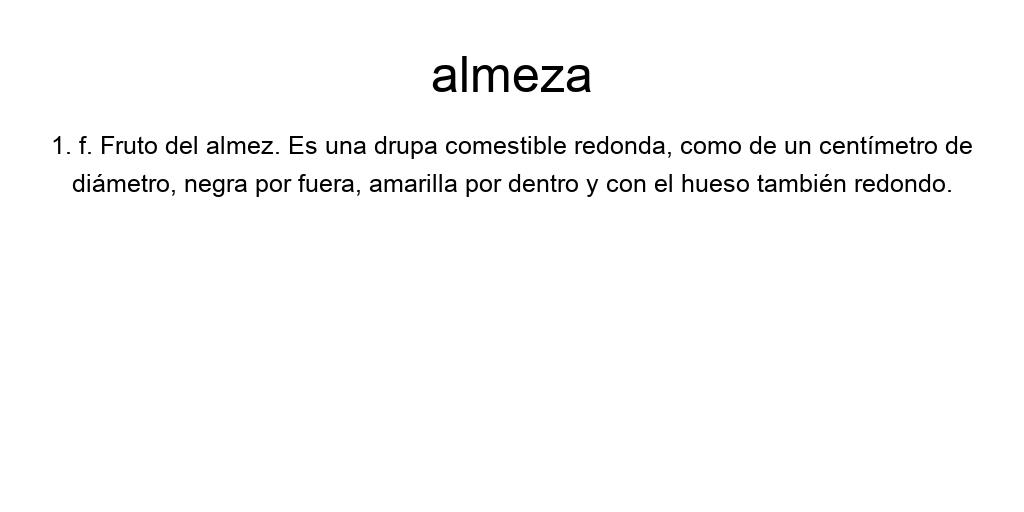 almeza
1. f. Fruto del almez. Es una drupa comestible redonda, como de un centímetro de
diámetro, negra por fuera, amarilla por dentro y con el hueso también redondo.